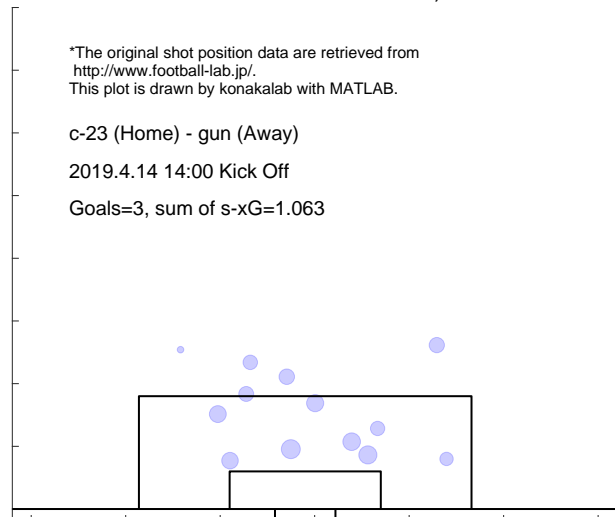 *The original shot position data are retrieved from
http://www.football-lab.jp/.
This plot is drawn by konakalab with MATLAB.
c-23 (Home) - gun (Away)
2019.4.14 14:00 Kick Off
Goals=3, sum of s-xG=1.063